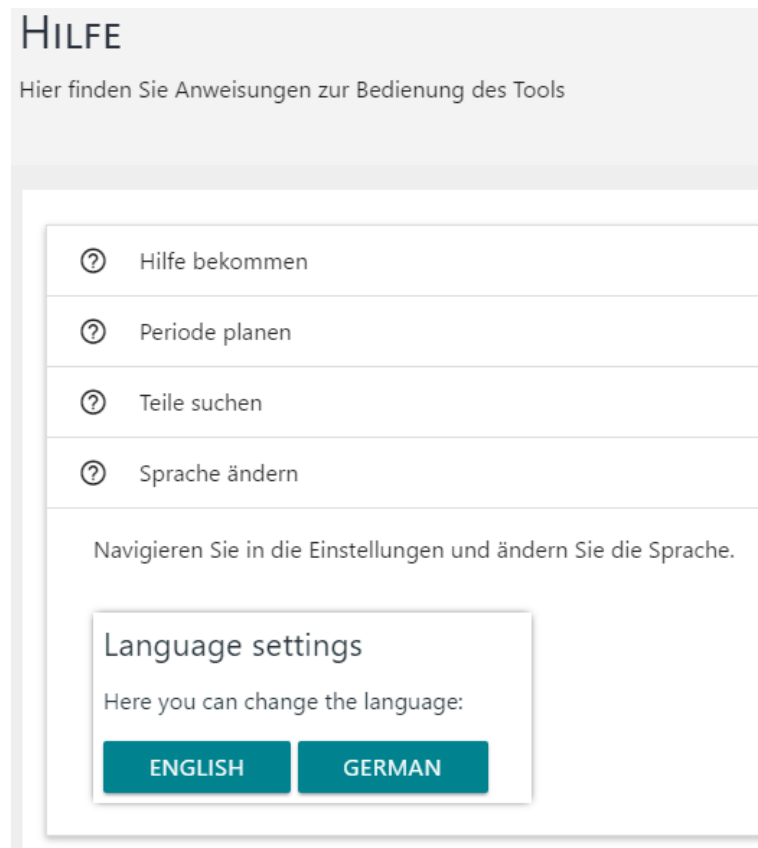 HILFE
Hier finden Sie Anweisungen zur Bedienung des Tools
Hilfe bekommen
Periode planen
Teile suchen
Sprache ändern
Navigieren Sie in die Einstellungen und ändern Sie die Sprache.
Language settings
Here you can change the language:
ENGLISH GERMAN